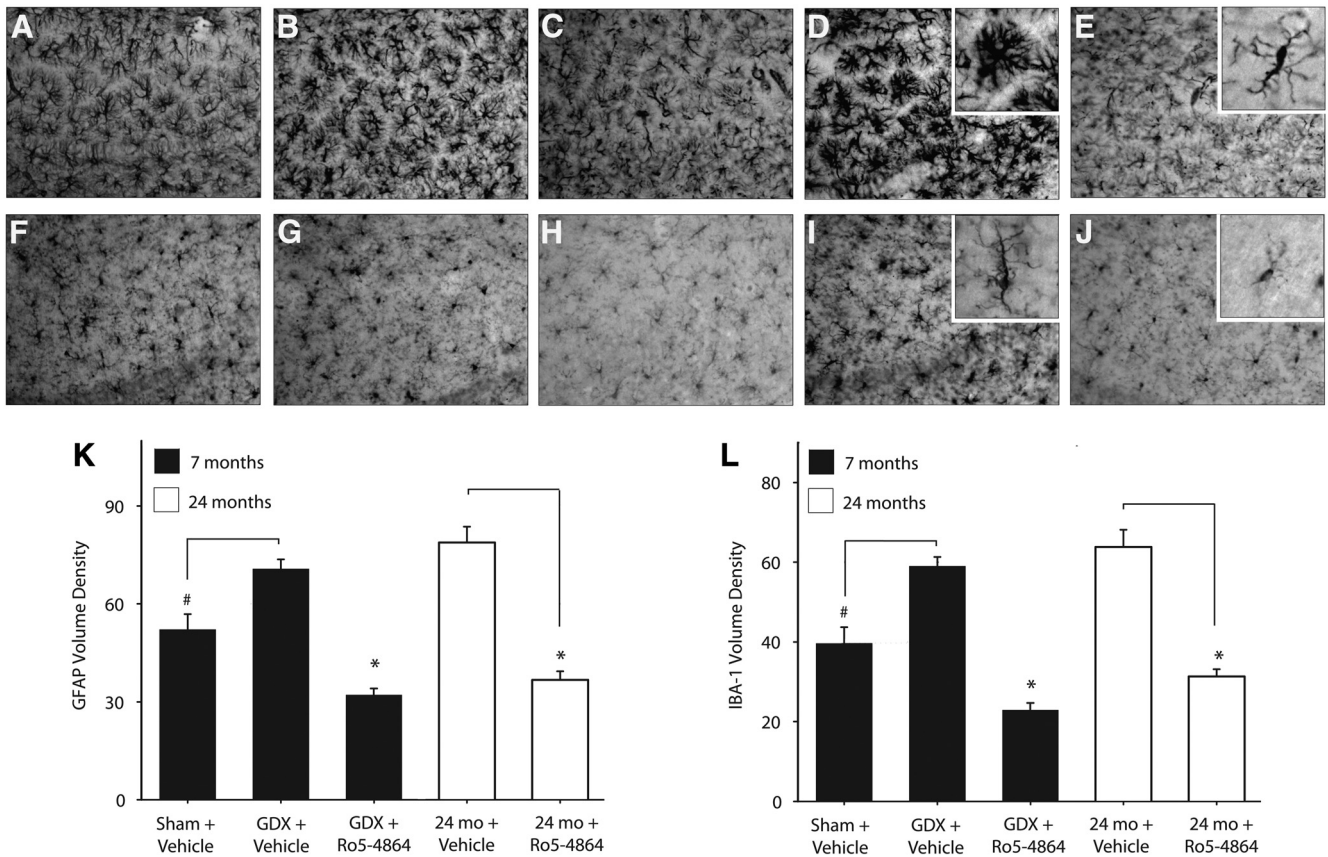 A B C D E
F G H I J
K
7 months
24 months
GFAP Volume Density
90
60
30
0
#
*
*
Sham + Vehicle
GDX + Vehicle
GDX + Ro5-4864
24 mo + Vehicle
24 mo + Ro5-4864
L
7 months
24 months
IBA-1 Volume Density
80
60
40
20
0
#
*
*
Sham + Vehicle
GDX + Vehicle
GDX + Ro5-4864
24 mo + Vehicle
24 mo + Ro5-4864